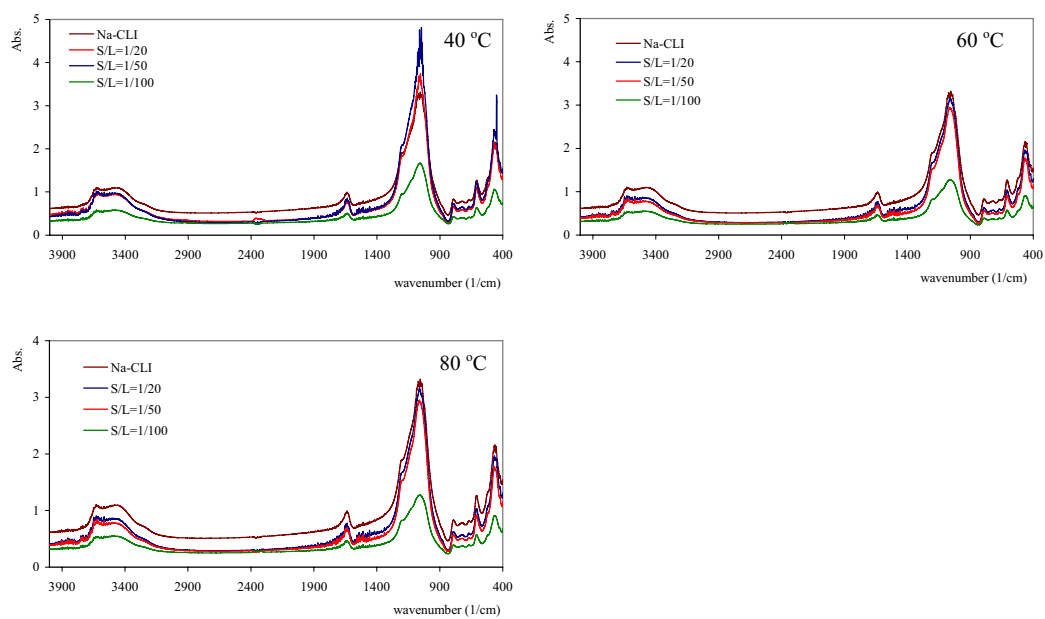 Abs.
5
4
3
2
1
0
Na-CLI
S/L=1/20
S/L=1/50
S/L=1/100
40 °C
3900 3400 2900 2400 1900 1400 900 400
wavenumber (1/cm)
Abs.
5
4
3
2
1
0
Na-CLI
S/L=1/20
S/L=1/50
S/L=1/100
60 °C
3900 3400 2900 2400 1900 1400 900 400
wavenumber (1/cm)
Abs.
4
3
2
1
0
Na-CLI
S/L=1/20
S/L=1/50
S/L=1/100
80 °C
3900 3400 2900 2400 1900 1400 900 400
wavenumber (1/cm)